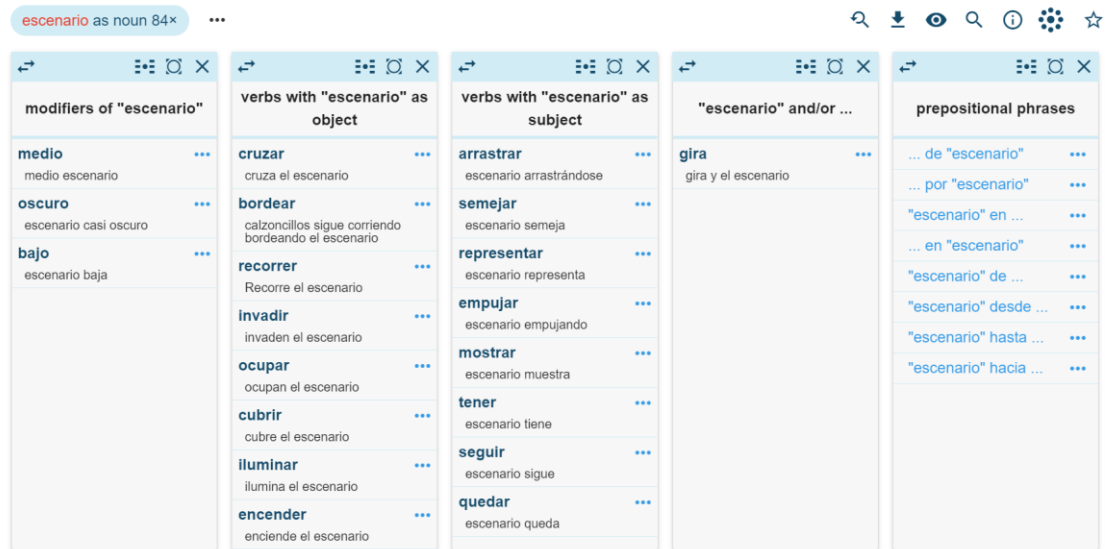 escenario as noun 84×
modifiers of "escenario"
medio
medio escenario
oscuro
escenario casi oscuro
bajo
escenario baja
verbs with "escenario" as
object
cruzar
cruza el escenario
bordear
calzoncillos sigue corriendo
bordeando el escenario
recorrer
Recorre el escenario
invadir
invaden el escenario
ocupar
ocupan el escenario
cubrir
cubre el escenario
iluminar
ilumina el escenario
encender
enciende el escenario
verbs with "escenario" as
subject
arrastrar
escenario arrastrándose
semejar
escenario semeja
representar
escenario representa
empujar
escenario empujando
mostrar
escenario muestra
tener
escenario tiene
seguir
escenario sigue
quedar
escenario queda
"escenario" and/or ...
gira
gira y el escenario
prepositional phrases
... de "escenario"
... por "escenario"
"escenario" en ...
... en "escenario"
"escenario" de ...
"escenario" desde ...
"escenario" hasta ...
"escenario" hacia ...